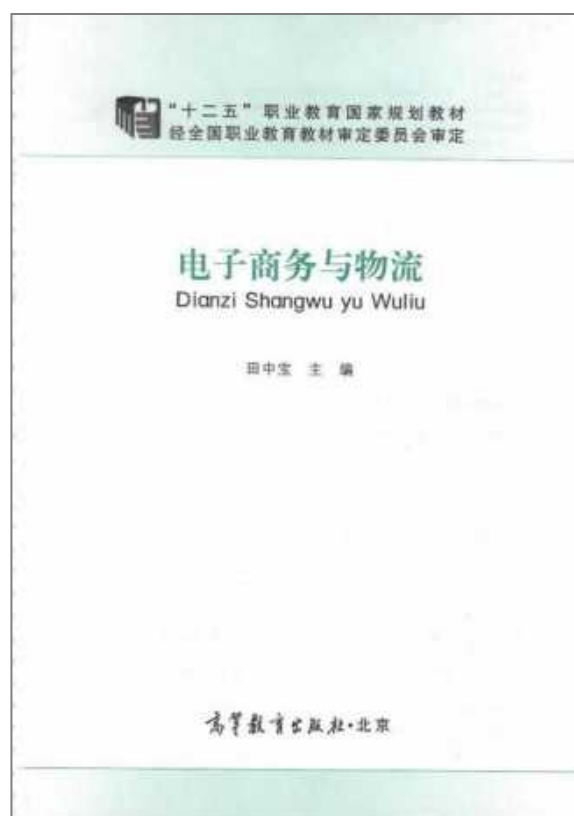 “十二五”职业教育国家规划教材
经全国职业教育教材审定委员会审定
电子商务与物流
Dianzi Shangwu yu Wuliu
田中宝 主 编
高等教育出版社·北京